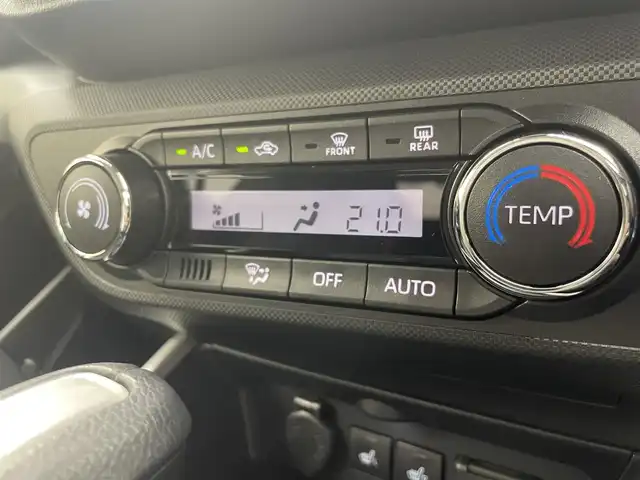 A/C
FRONT
REAR
21.0
TEMP
OFF
AUTO